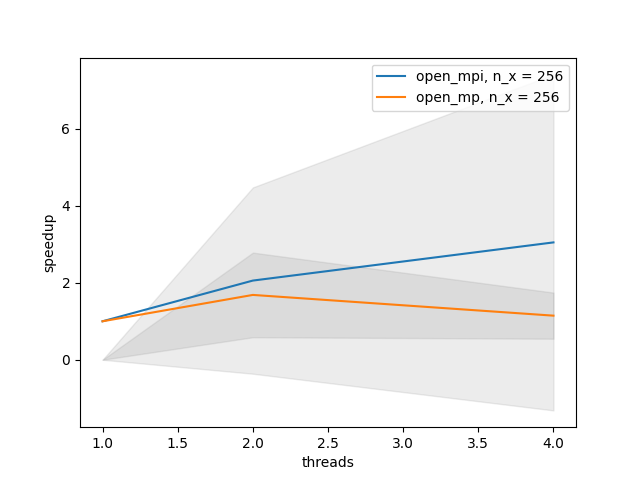 open_mpi, n_x = 256
open_mp, n_x = 256
speedup
6
4
2
0
1.0 1.5 2.0 2.5 3.0 3.5 4.0
threads